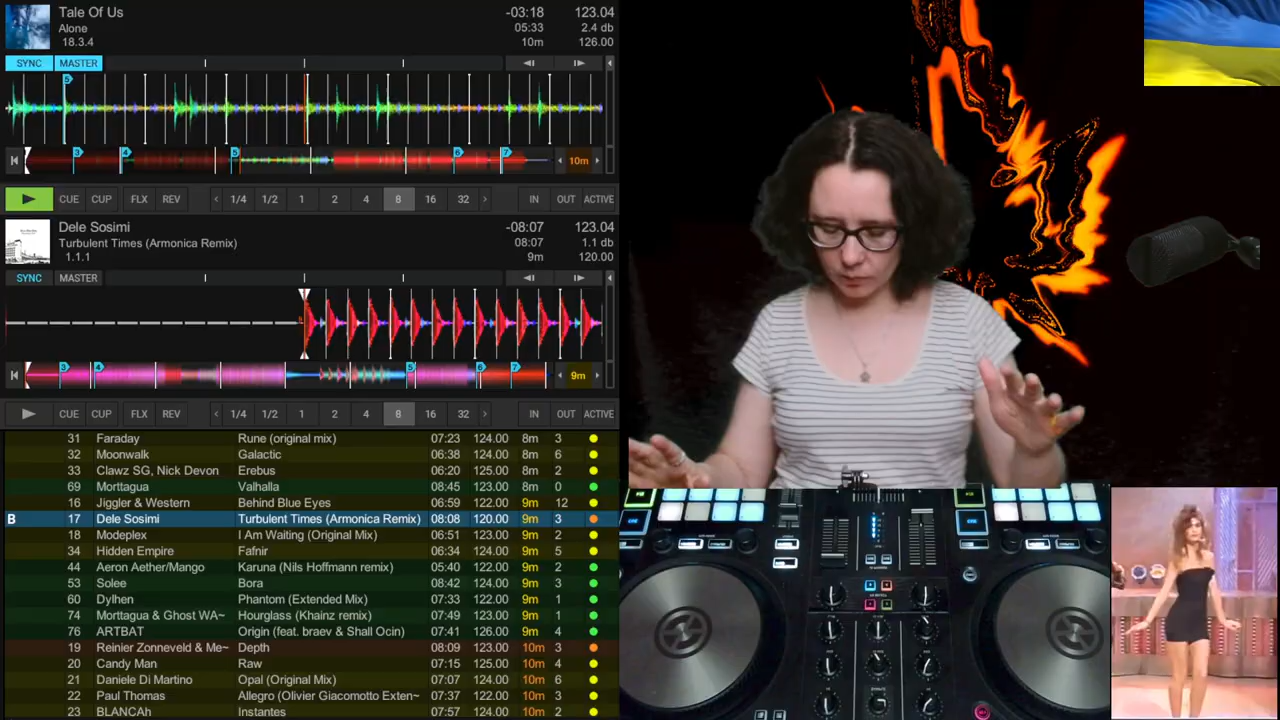 Tale Of Us -03:18 123.04
Alone 05:33 2.4 db
18.3.4 10m 126.00
SYNC MASTER
5
3 4 5 6 7 10m
CUE CUP FLX REV < 1/4 1/2 1 2 4 8 16 32 > IN OUT ACTIVE
Dele Sosimi -08:07 123.04
Turbulent Times (Armonica Remix) 08:07 1.1 db
1.1.1 9m 120.00
SYNC MASTER
3 4 5 6 7 9m
CUE CUP FLX REV < 1/4 1/2 1 2 4 8 16 32 > IN OUT ACTIVE
31 Faraday Rune (original mix) 07:23 124.00 8m 3
32 Moonwalk Galactic 06:38 124.00 8m 6
33 Clawz SG, Nick Devon Erebus 06:20 125.00 8m 2
69 Morttagua Valhalla 08:45 123.00 8m 0
16 Jiggler & Western Behind Blue Eyes 06:59 122.00 9m 12
B 17 Dele Sosimi Turbulent Times (Armonica Remix) 08:08 120.00 9m 3
18 Modeplex I Am Waiting (Original Mix) 06:51 123.00 9m 2
34 Hidden Empire Fafnir 06:34 124.00 9m 5
44 Aeron Aether/Mango Karuna (Nils Hoffmann remix) 05:40 122.00 9m 2
53 Solee Bora 08:42 124.00 9m 3
60 Dylhen Phantom (Extended Mix) 07:33 122.00 9m 1
74 Morttagua & Ghost WA~ Hourglass (Khainz remix) 07:49 123.00 9m 1
76 ARTBAT Origin (feat. braev & Shall Ocin) 07:41 126.00 9m 4
19 Reinier Zonneveld & Me~ Depth 08:09 123.00 10m 3
20 Candy Man Raw 07:15 125.00 10m 4
21 Daniele Di Martino Opal (Original Mix) 07:07 124.00 10m 6
22 Paul Thomas Allegro (Olivier Giacomotto Exten~ 07:37 122.00 10m 3
23 BLANCAh Instantes 07:57 124.00 10m 2